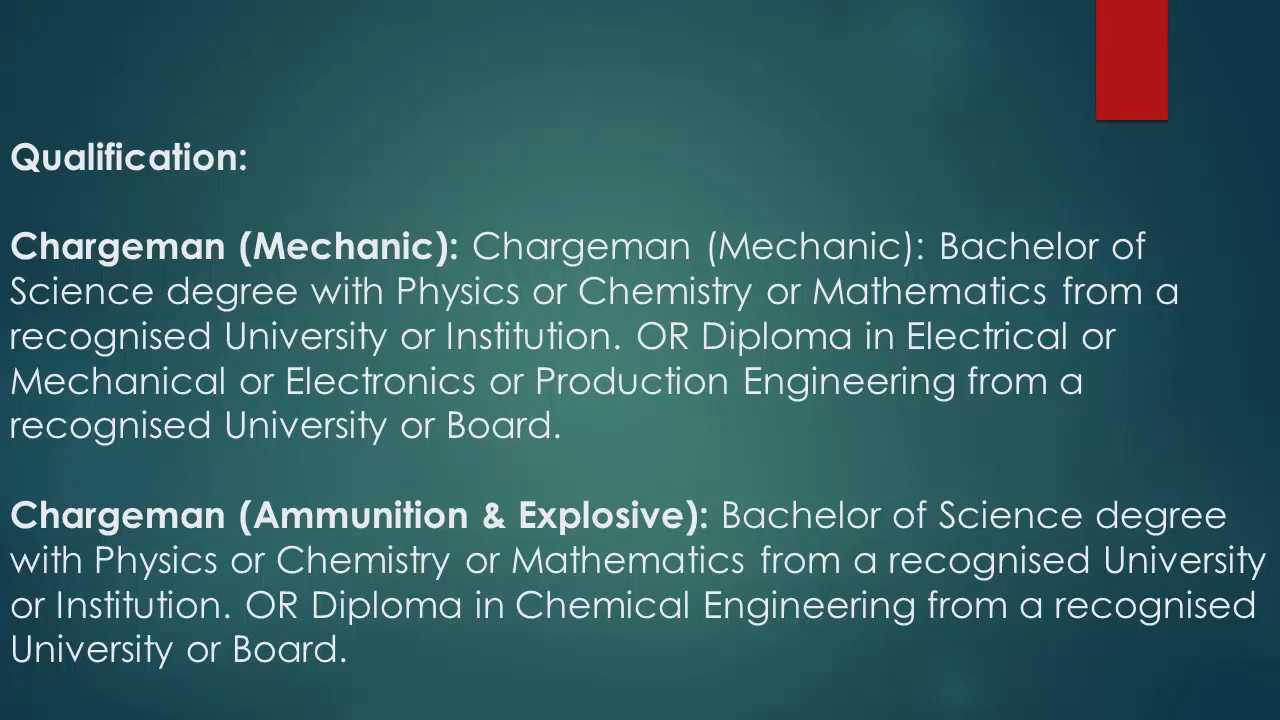 Qualification:
Chargeman (Mechanic): Chargeman (Mechanic): Bachelor of
Science degree with Physics or Chemistry or Mathematics from a
recognised University or Institution. OR Diploma in Electrical or
Mechanical or Electronics or Production Engineering from a
recognised University or Board.
Chargeman (Ammunition & Explosive): Bachelor of Science degree
with Physics or Chemistry or Mathematics from a recognised University
or Institution. OR Diploma in Chemical Engineering from a recognised
University or Board.